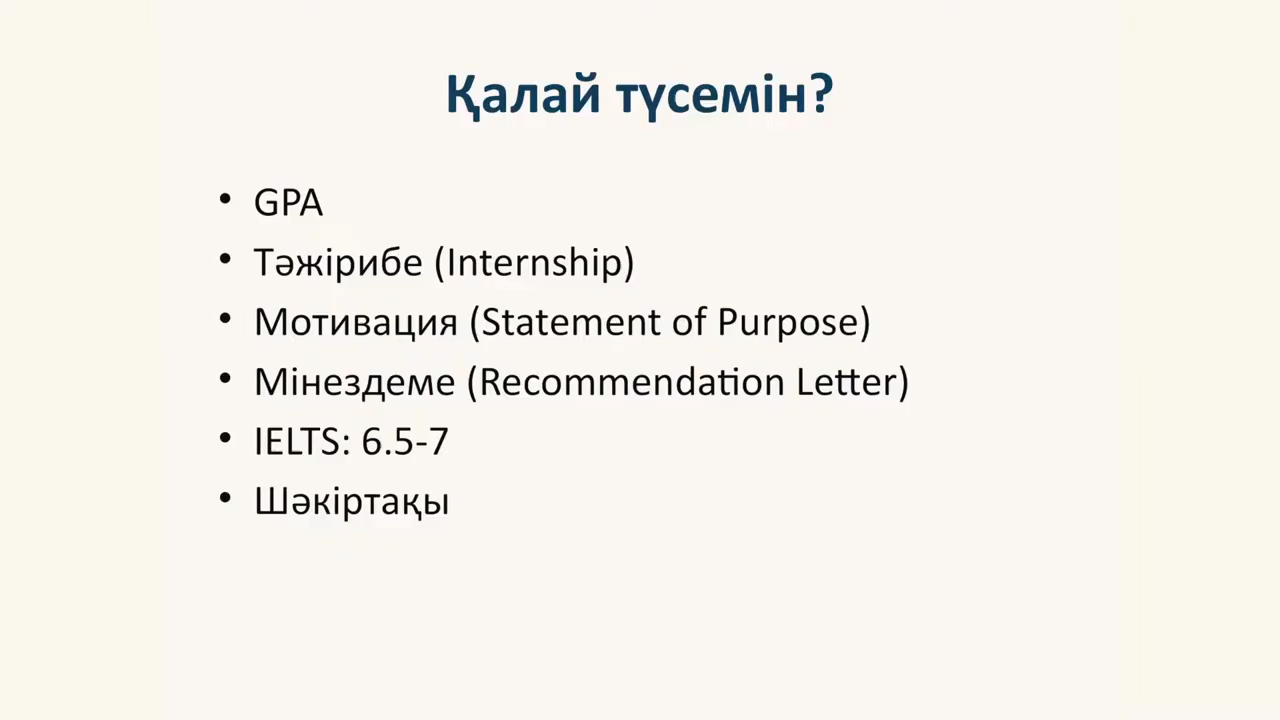 Қалай түсемін?
• GPA
• Тәжірибе (Internship)
• Мотивация (Statement of Purpose)
• Мінездеме (Recommendation Letter)
• IELTS: 6.5-7
• Шәкіртақы